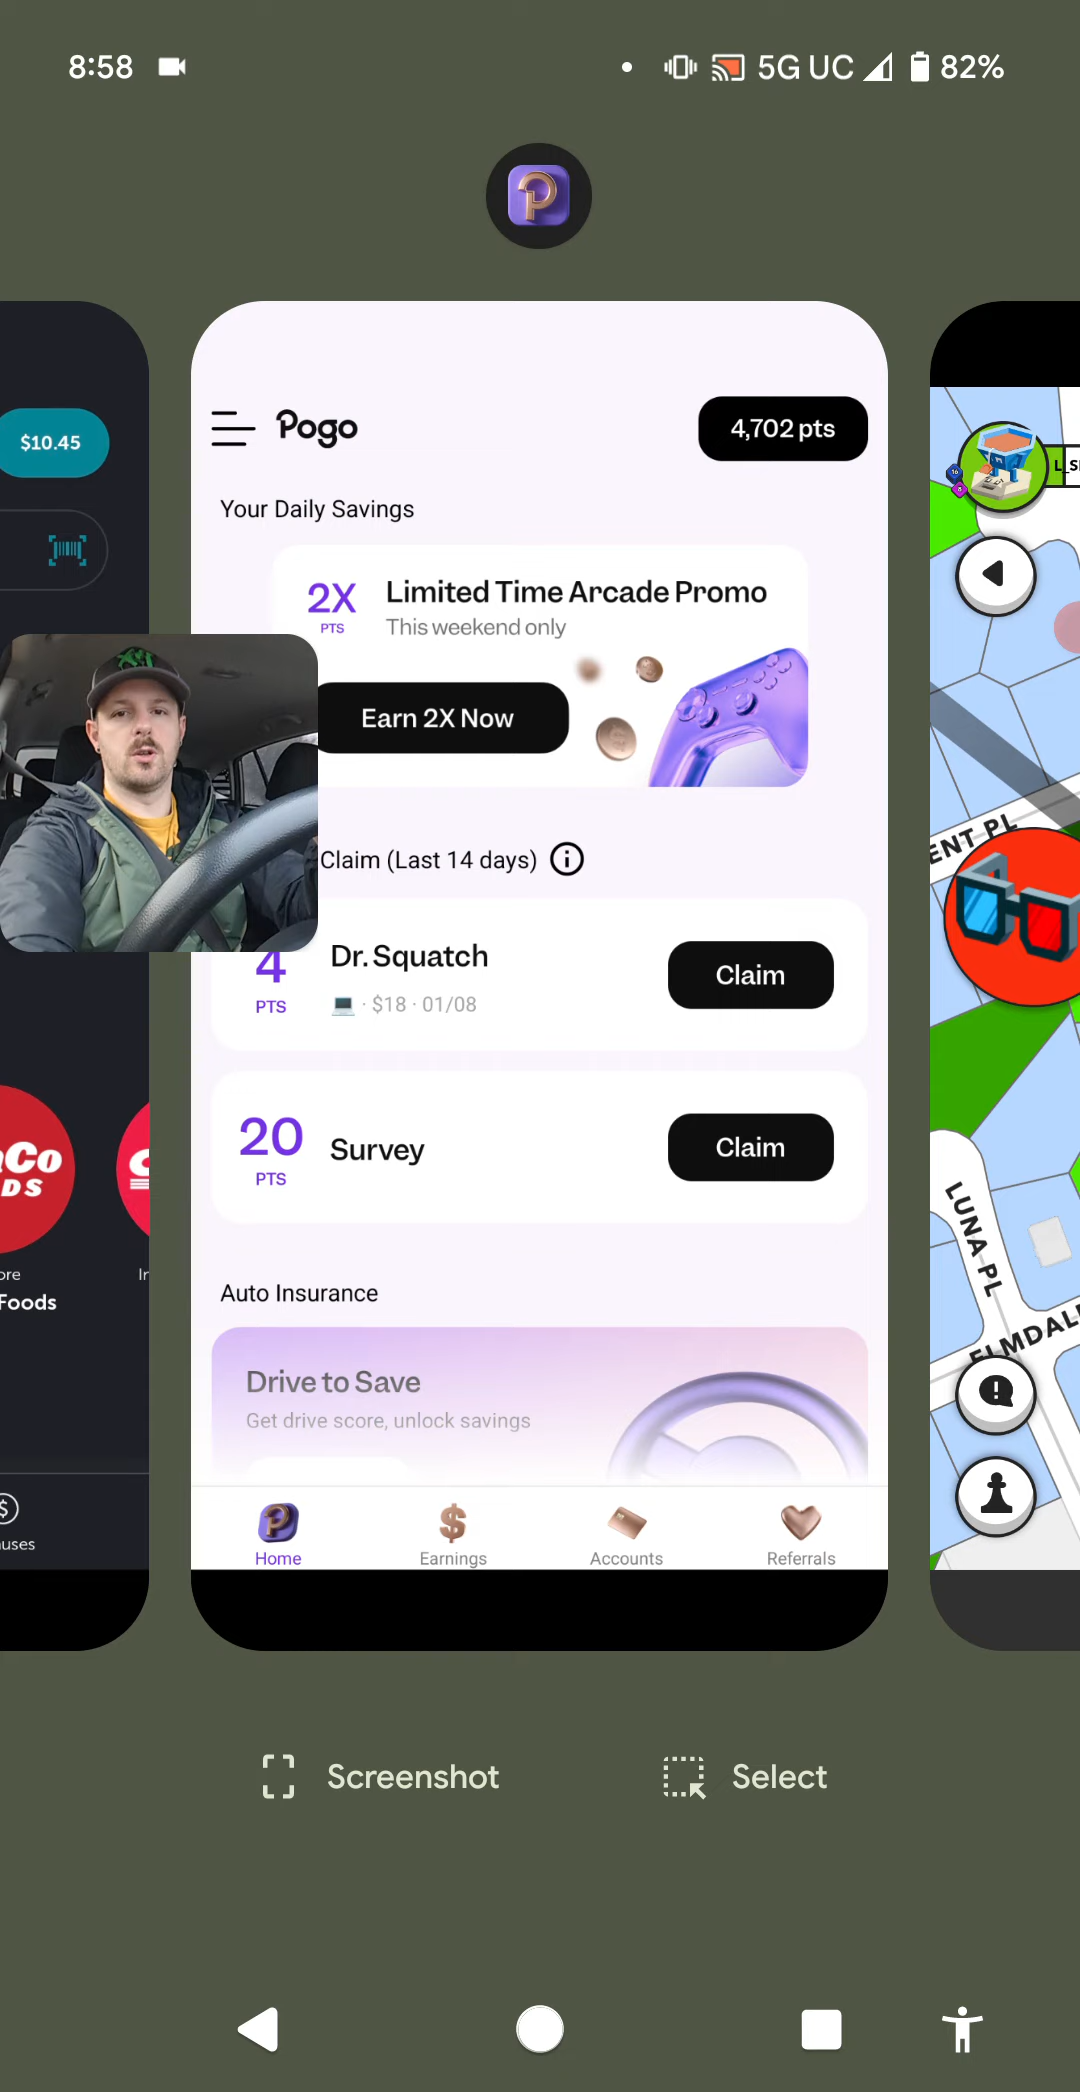 8:58
5G UC
82%
$10.45
Pogo
4,702 pts
Your Daily Savings
2X
PTS
Limited Time Arcade Promo
This weekend only
Earn 2X Now
Claim (Last 14 days)
4
PTS
Dr. Squatch
· $18 · 01/08
Claim
20
PTS
Survey
Claim
Foods
Auto Insurance
Drive to Save
Get drive score, unlock savings
Home
Earnings
Accounts
Referrals
ENT PL
LUNA PL
ELMDAL
Screenshot
Select